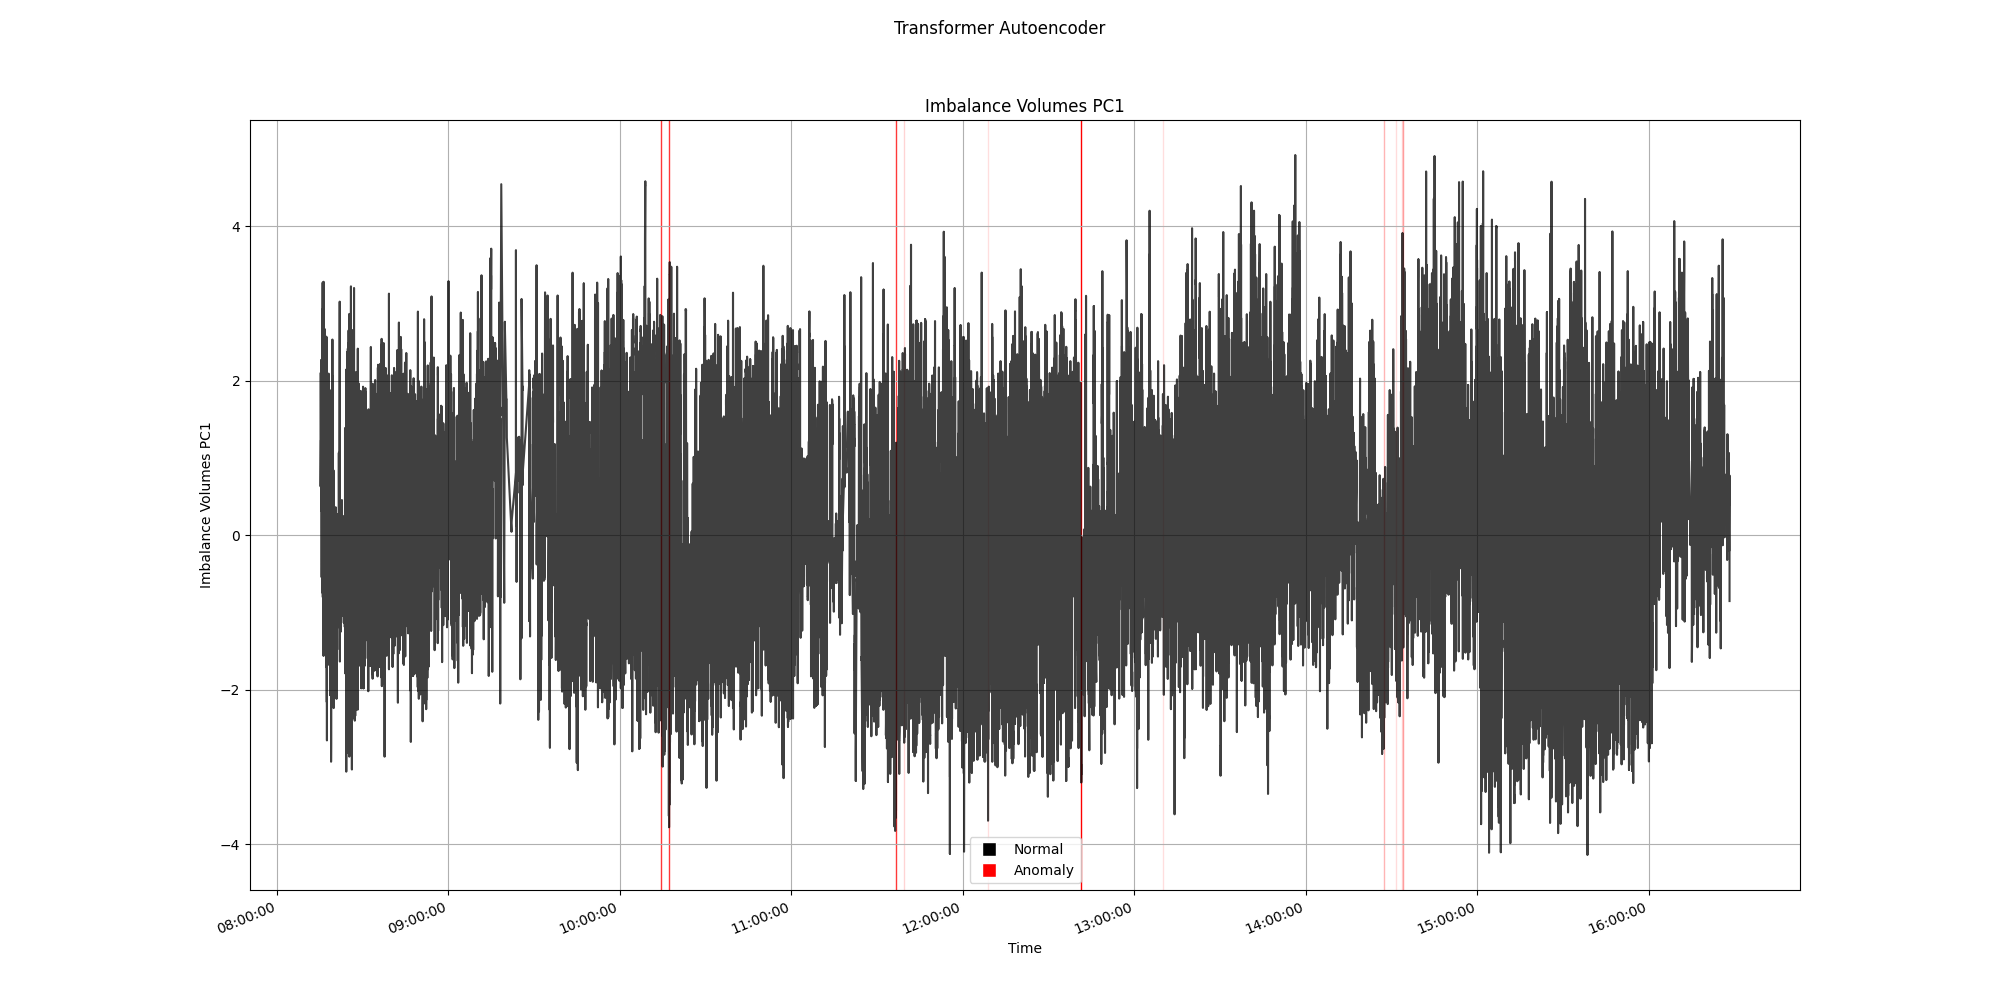 Transformer Autoencoder
Imbalance Volumes PC1
Imbalance Volumes PC1
4
2
0
−2
−4
Normal
Anomaly
08:00:00
09:00:00
10:00:00
11:00:00
12:00:00
13:00:00
14:00:00
15:00:00
16:00:00
Time